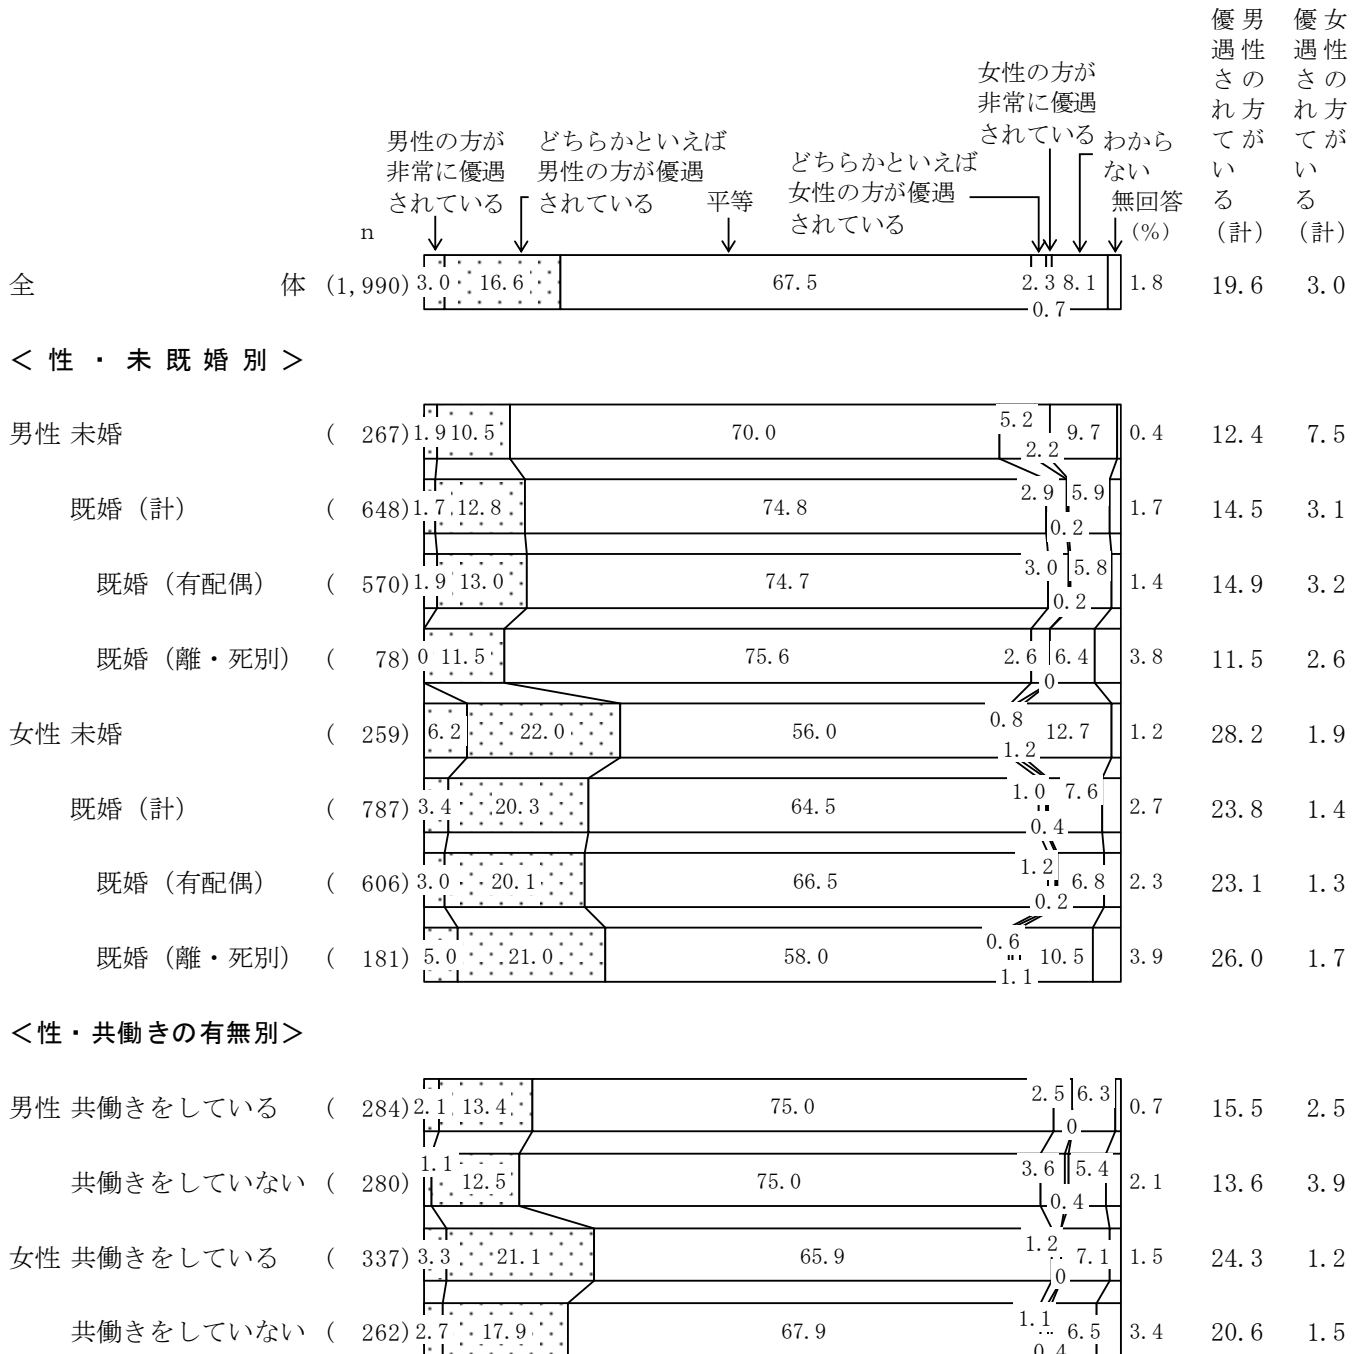 男性の方が
非常に優遇
されている
どちらかといえば
男性の方が優遇
されている
平等
どちらかといえば
女性の方が優遇
されている
女性の方が
非常に優遇
されている
わから
ない
無回答
(%)
男性の方が
優遇されている(計)
女性の方が
優遇されている(計)
n
全体 (1,990) 3.0 16.6 67.5 2.3 0.7 8.1 1.8 19.6 3.0
＜性・未既婚別＞
男性 未婚 ( 267) 1.9 10.5 70.0 5.2 2.2 9.7 0.4 12.4 7.5
既婚（計） ( 648) 1.7 12.8 74.8 2.9 0.2 5.9 1.7 14.5 3.1
既婚（有配偶） ( 570) 1.9 13.0 74.7 3.0 0.2 5.8 1.4 14.9 3.2
既婚（離・死別） ( 78) 0 11.5 75.6 2.6 0 6.4 3.8 11.5 2.6
女性 未婚 ( 259) 6.2 22.0 56.0 0.8 1.2 12.7 1.2 28.2 1.9
既婚（計） ( 787) 3.4 20.3 64.5 1.0 0.4 7.6 2.7 23.8 1.4
既婚（有配偶） ( 606) 3.0 20.1 66.5 1.2 0.2 6.8 2.3 23.1 1.3
既婚（離・死別） ( 181) 5.0 21.0 58.0 0.6 1.1 10.5 3.9 26.0 1.7
＜性・共働きの有無別＞
男性 共働きをしている ( 284) 2.1 13.4 75.0 2.5 0 6.3 0.7 15.5 2.5
共働きをしていない ( 280) 1.1 12.5 75.0 3.6 0.4 5.4 2.1 13.6 3.9
女性 共働きをしている ( 337) 3.3 21.1 65.9 1.2 0 7.1 1.5 24.3 1.2
共働きをしていない ( 262) 2.7 17.9 67.9 1.1 0.4 6.5 3.4 20.6 1.5